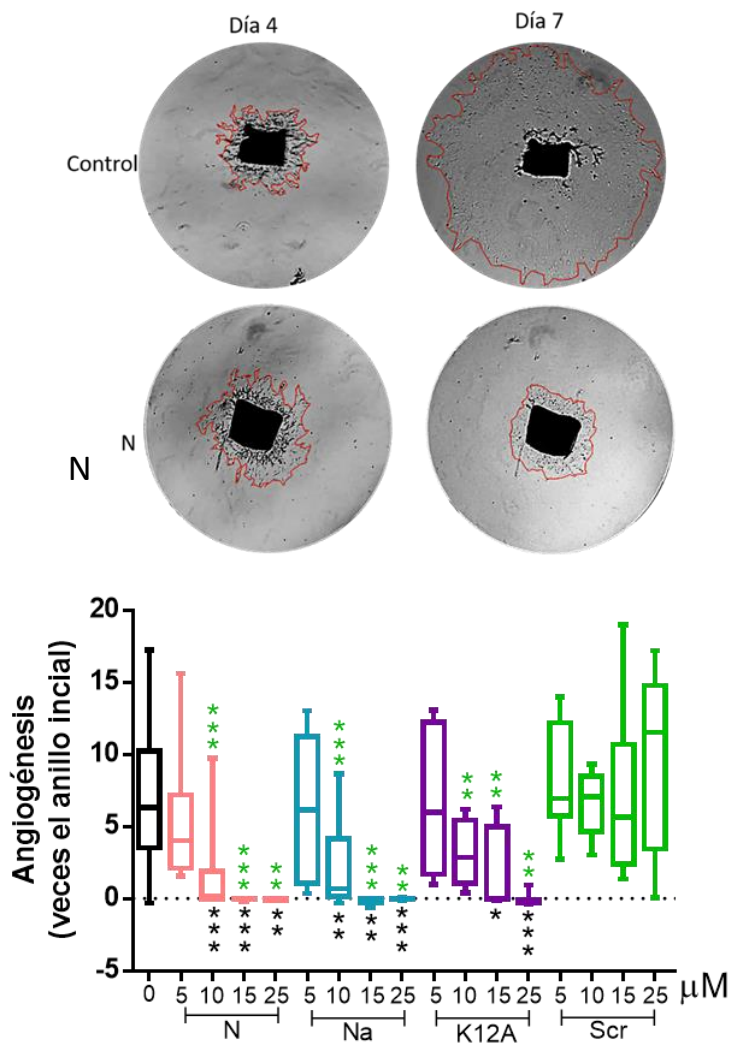 Día 4 Día 7
Control
N
N
20
15
10
5
0
-5
Angiogénesis
(veces el anillo incial)
*** *** ** *** *** ** ** ** **
*** *** ** ** ** *** * ***
0 5 10 15 25 5 10 15 25 5 10 15 25 5 10 15 25 μM
N Na K12A Scr